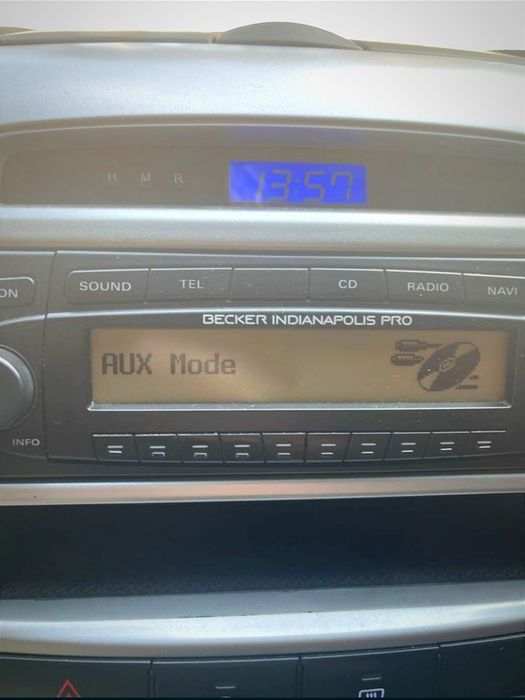 H M R 13:57
ON SOUND TEL CD RADIO NAVI
BECKER INDIANAPOLIS PRO
AUX Mode
INFO